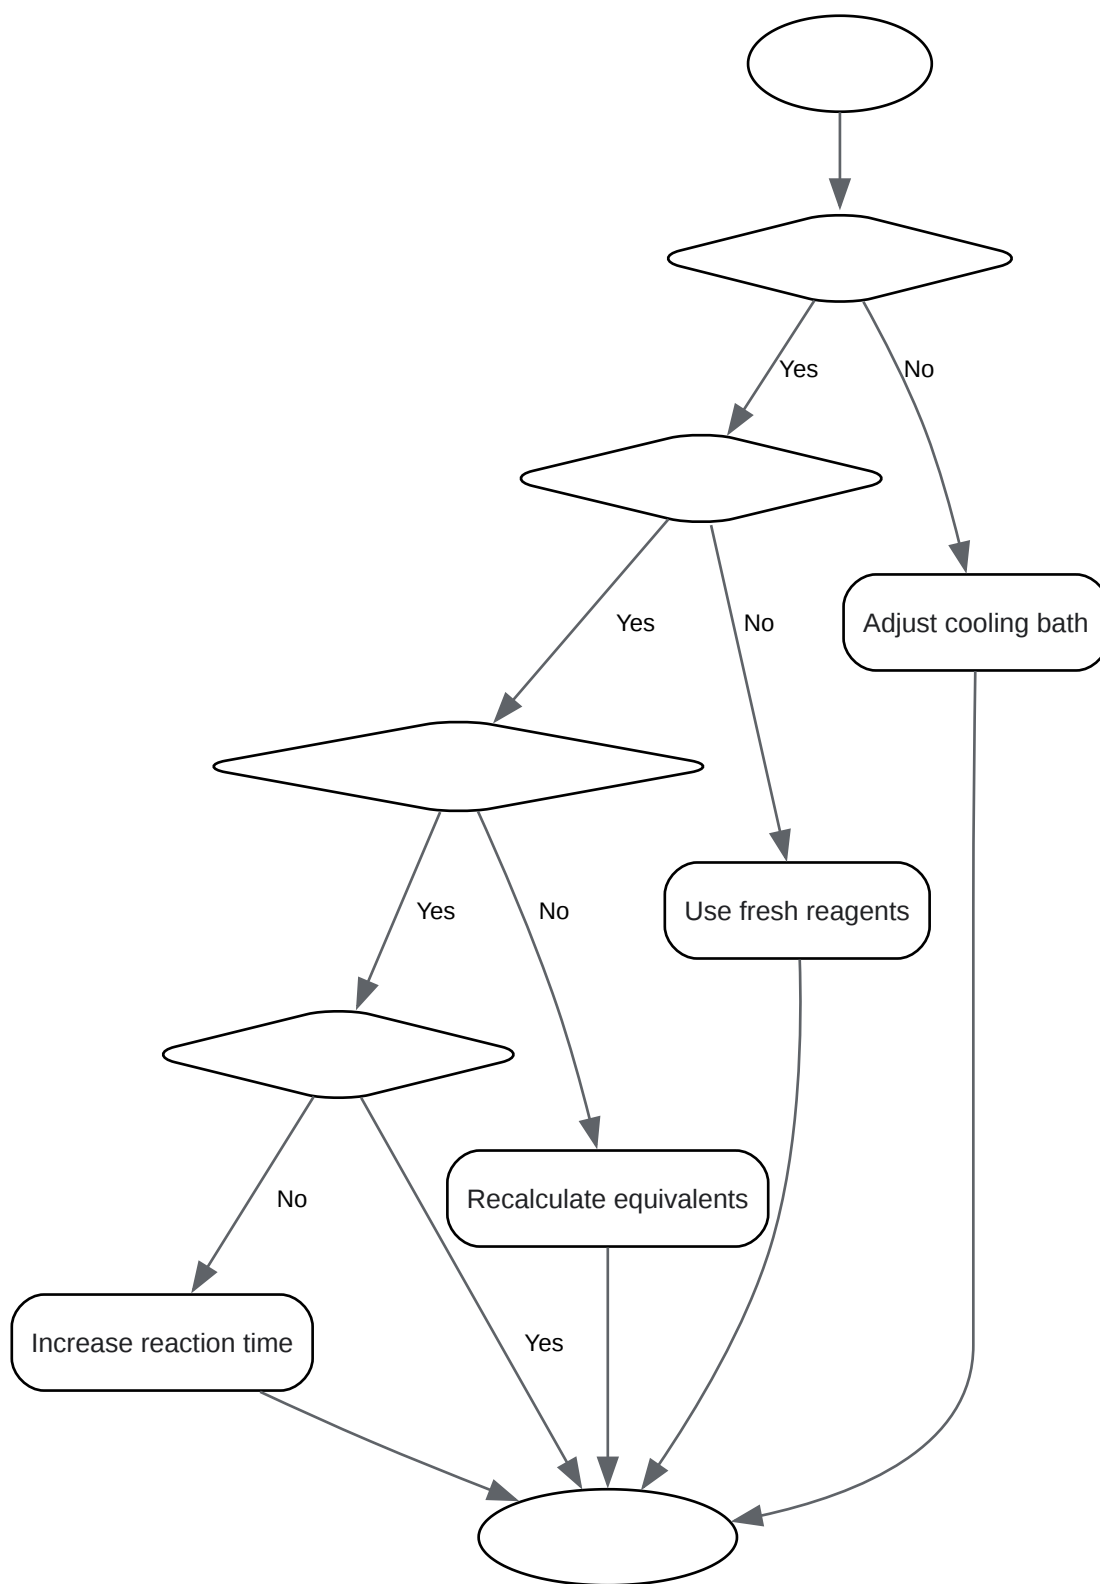 Yes
No
Yes
No
Adjust cooling bath
Yes
No
Use fresh reagents
No
Recalculate equivalents
Increase reaction time
Yes